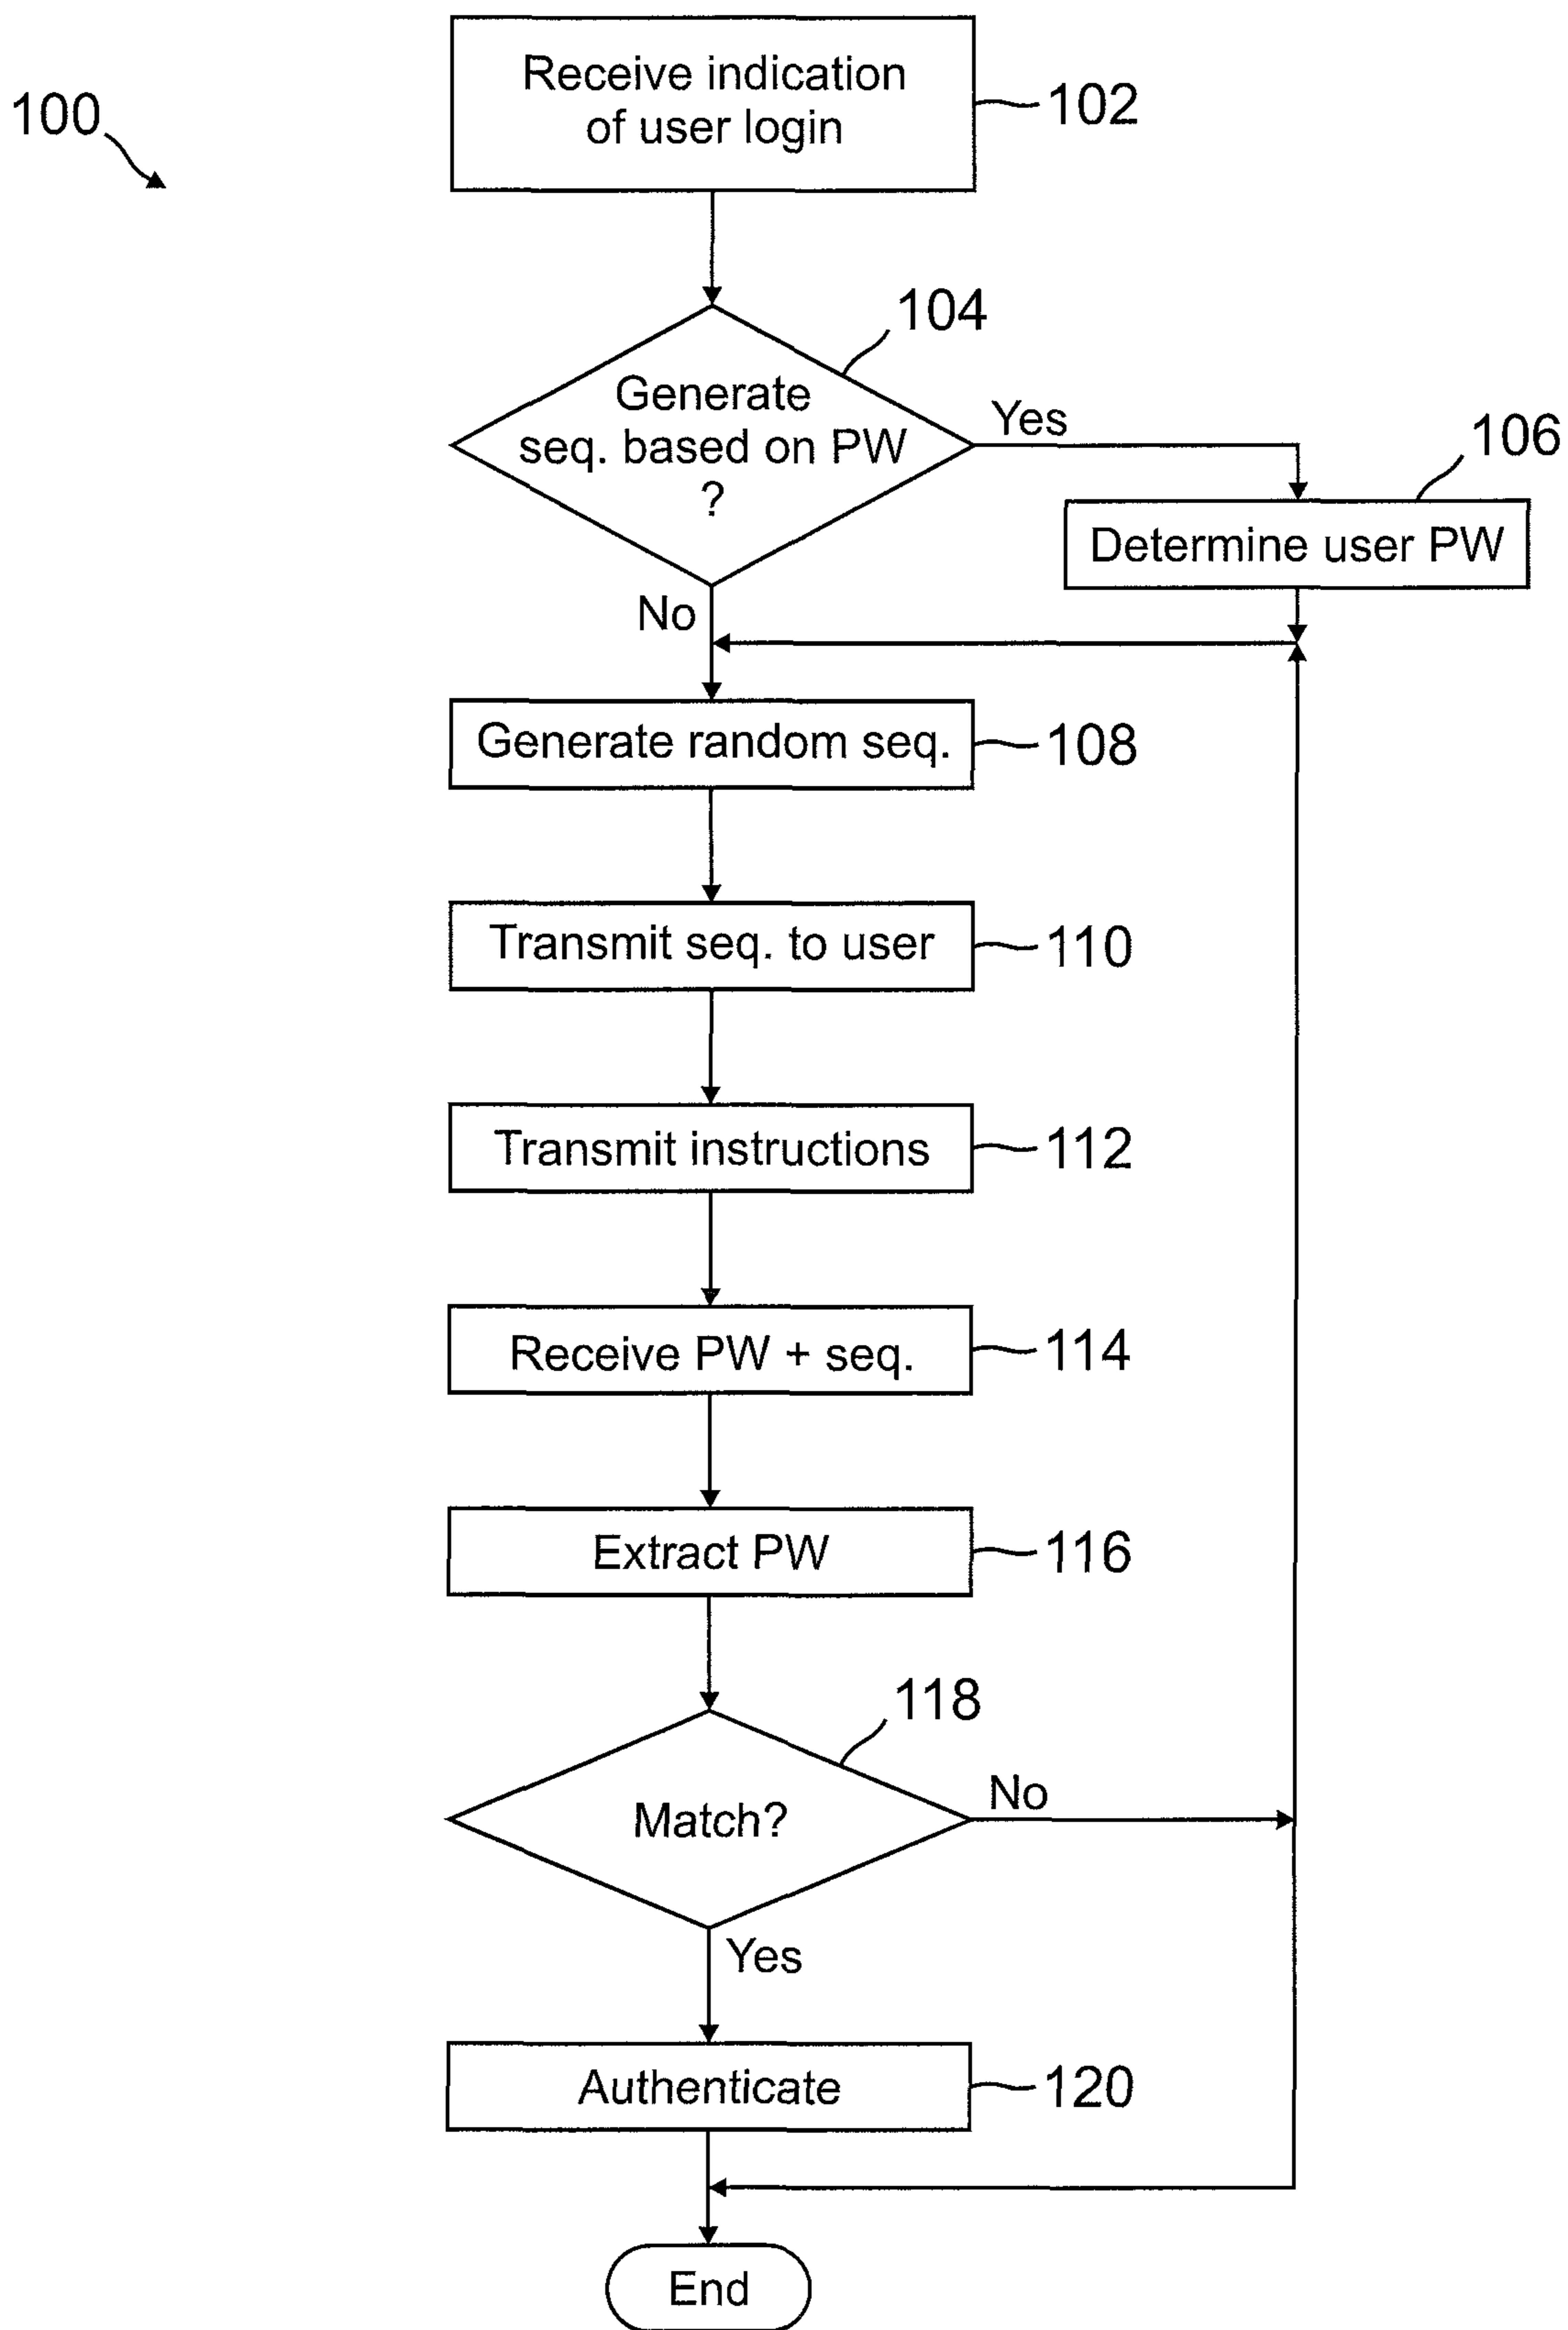 100
Receive indication
of user login
102
104
Generate
seq. based on PW
?
Yes
106
Determine user PW
No
Generate random seq.
108
Transmit seq. to user
110
Transmit instructions
112
Receive PW + seq.
114
Extract PW
116
118
Match?
No
Yes
Authenticate
120
End